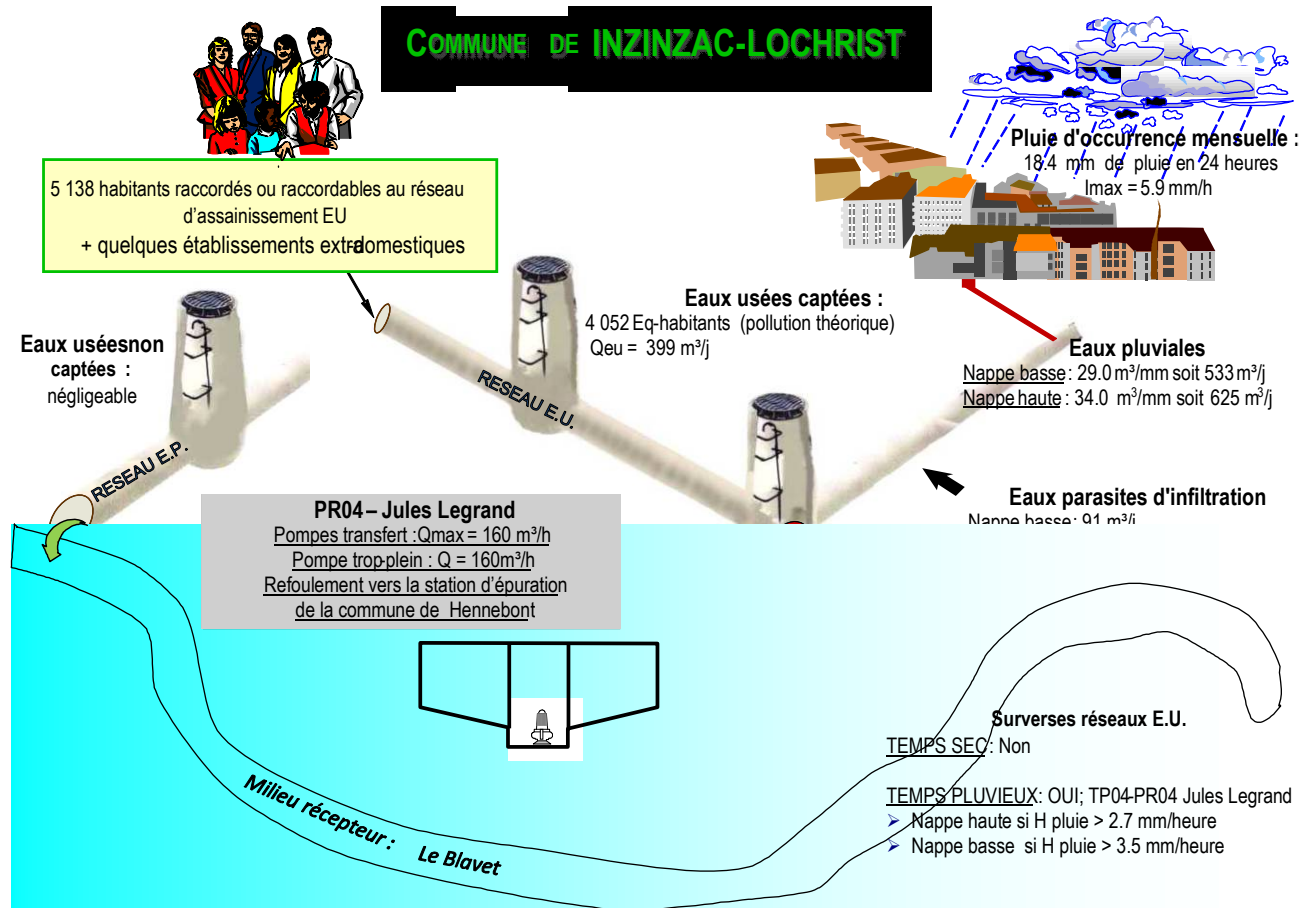 COMMUNE DE INZINZAC-LOCHRIST
Pluie d'occurrence mensuelle :
18.4 mm de pluie en 24 heures
Imax = 5.9 mm/h
5 138 habitants raccordés ou raccordables au réseau
d'assainissement EU
+ quelques établissements extra-domestiques
Eaux usées captées :
4 052 Eq-habitants (pollution théorique)
Qeu = 399 m³/j
Eaux usées non
captées :
négligeable
Eaux pluviales
Nappe basse : 29.0 m³/mm soit 533 m³/j
Nappe haute : 34.0 m³/mm soit 625 m³/j
RESEAU E.U.
RESEAU E.P.
Eaux parasites d'infiltration
Nappe basse : 91 m³/j
PR04 – Jules Legrand
Pompes transfert : Qmax = 160 m³/h
Pompe trop-plein : Q = 160m³/h
Refoulement vers la station d'épuration
de la commune de Hennebont
Surverses réseaux E.U.
TEMPS SEC : Non
TEMPS PLUVIEUX: OUI; TP04-PR04 Jules Legrand
➢ Nappe haute si H pluie > 2.7 mm/heure
➢ Nappe basse si H pluie > 3.5 mm/heure
Milieu récepteur : Le Blavet